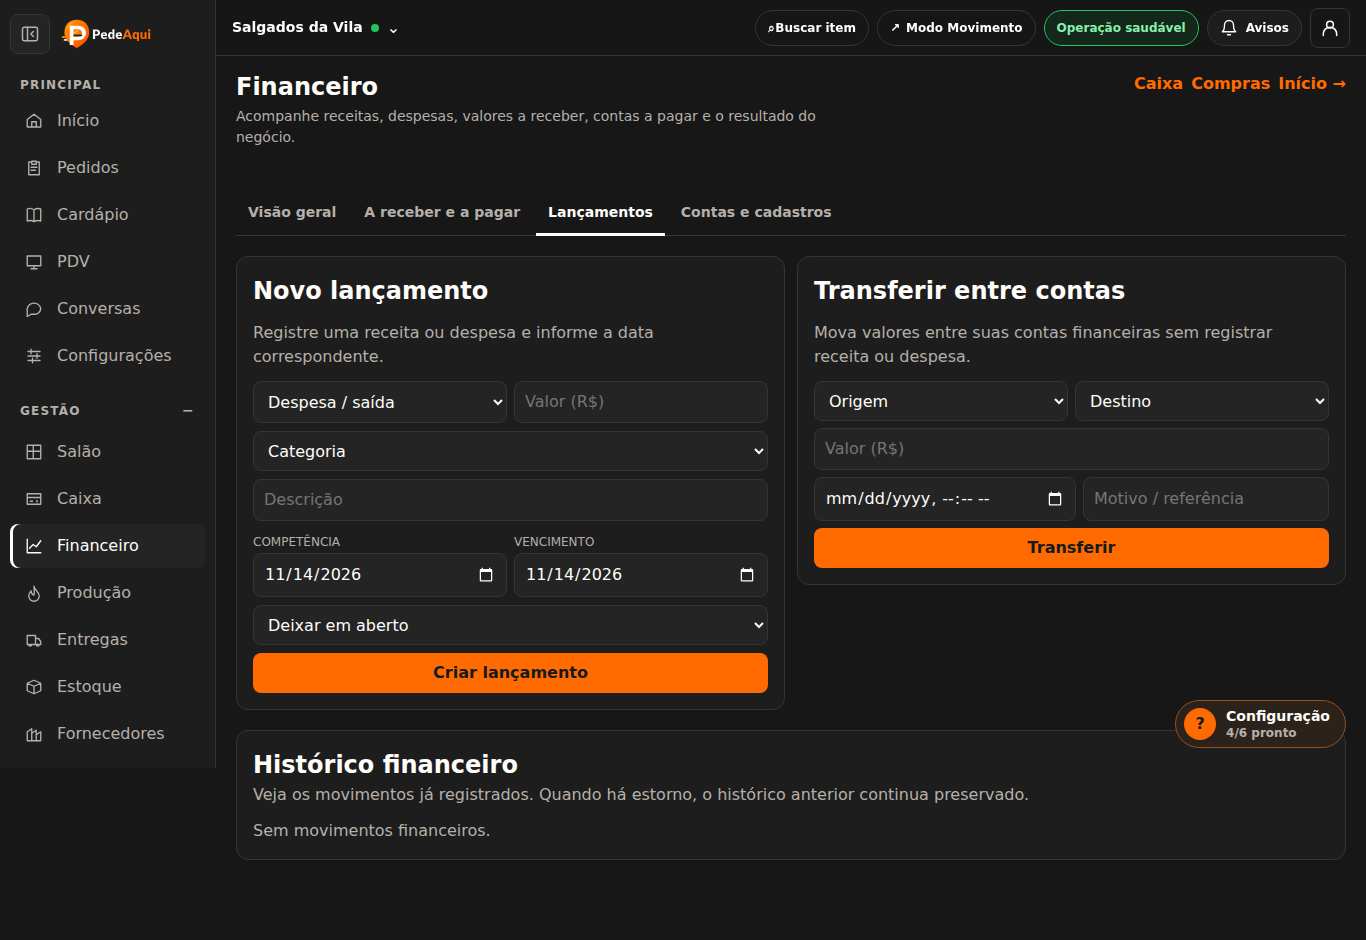 PedeAqui
PRINCIPAL
Início
Pedidos
Cardápio
PDV
Conversas
Configurações
GESTÃO −
Salão
Caixa
Financeiro
Produção
Entregas
Estoque
Fornecedores
Salgados da Vila
Buscar item
↗ Modo Movimento
Operação saudável
Avisos
Financeiro
Caixa Compras Início →
Acompanhe receitas, despesas, valores a receber, contas a pagar e o resultado do
negócio.
Visão geral
A receber e a pagar
Lançamentos
Contas e cadastros
Novo lançamento
Registre uma receita ou despesa e informe a data
correspondente.
Despesa / saída
Valor (R$)
Categoria
Descrição
COMPETÊNCIA
VENCIMENTO
11/14/2026
11/14/2026
Deixar em aberto
Criar lançamento
Transferir entre contas
Mova valores entre suas contas financeiras sem registrar
receita ou despesa.
Origem
Destino
Valor (R$)
mm/dd/yyyy, --:-- --
Motivo / referência
Transferir
?
Configuração
4/6 pronto
Histórico financeiro
Veja os movimentos já registrados. Quando há estorno, o histórico anterior continua preservado.
Sem movimentos financeiros.